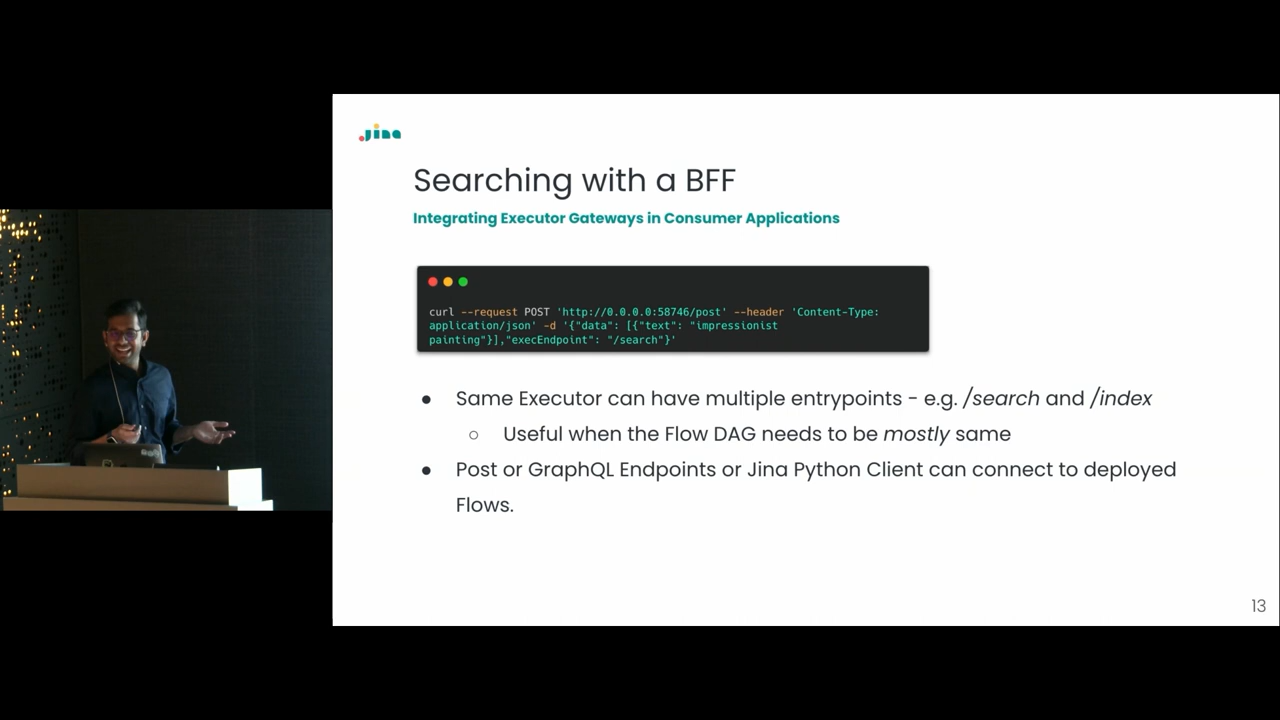 Jina
Searching with a BFF
Integrating Executor Gateways in Consumer Applications
curl --request POST 'http://0.0.0.0:58746/post' --header 'Content-Type:
application/json' -d '{"data": [{"text": "impressionist
painting"}],"execEndpoint": "/search"}'
● Same Executor can have multiple entrypoints - e.g. /search and /index
○ Useful when the Flow DAG needs to be mostly same
● Post or GraphQL Endpoints or Jina Python Client can connect to deployed
Flows.
13